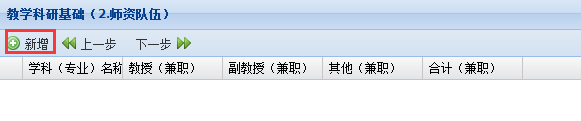 教学科研基础（2.师资队伍）
新增 上一步 下一步
学科（专业）名称 教授（兼职） 副教授（兼职） 其他（兼职） 合计（兼职）